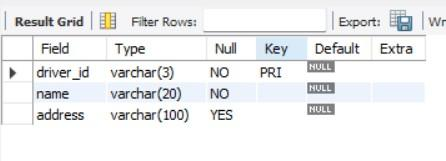 Result Grid Filter Rows: Export: Wr
Field Type Null Key Default Extra
driver_id varchar(3) NO PRI NULL
name varchar(20) NO NULL
address varchar(100) YES NULL